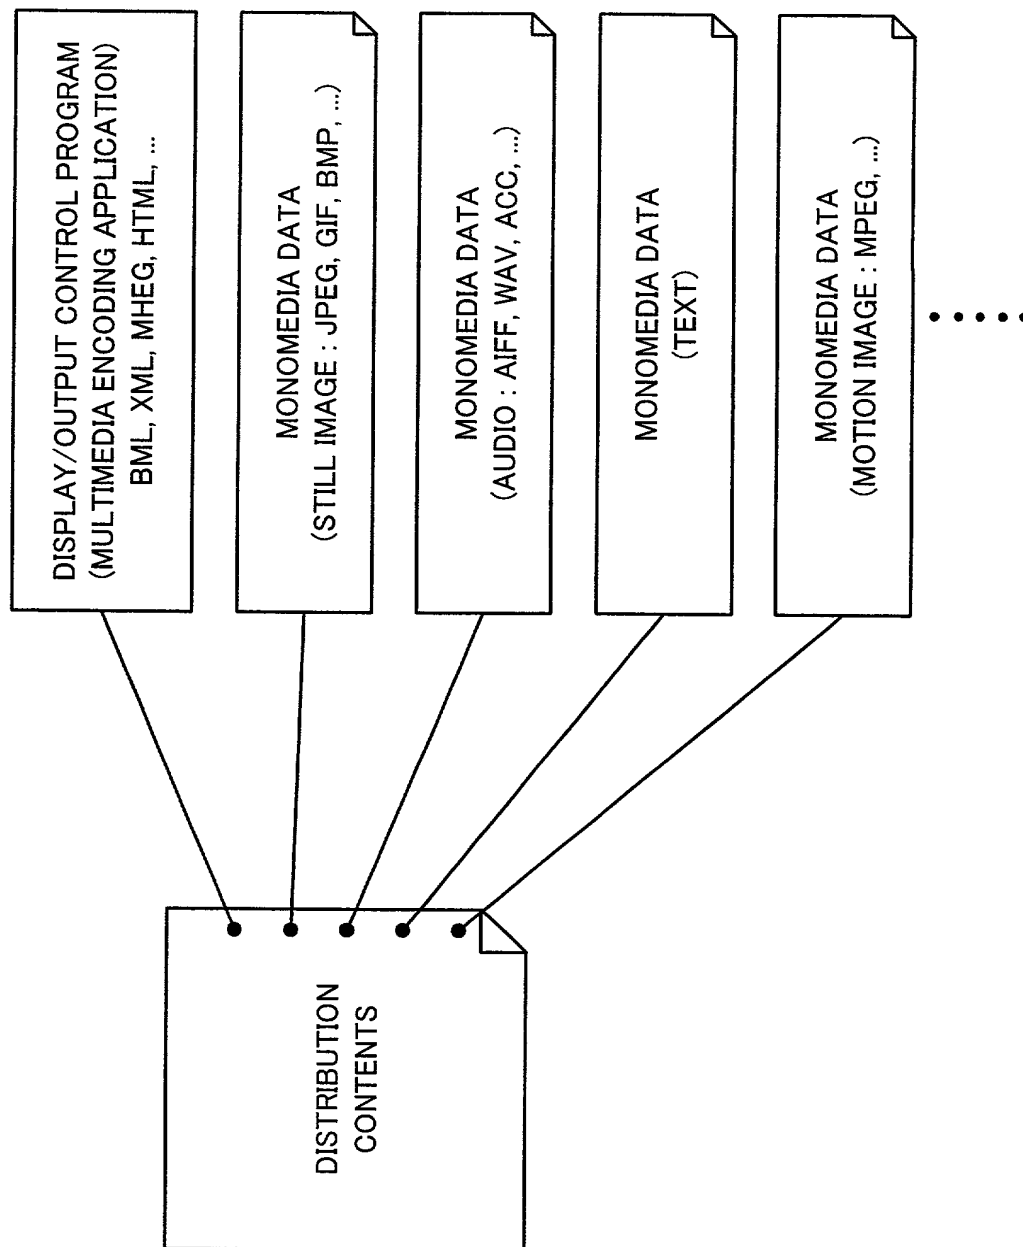 DISPLAY/OUTPUT CONTROL PROGRAM
(MULTIMEDIA ENCODING APPLICATION)
BML, XML, MHEG, HTML, ...
MONOMEDIA DATA
(STILL IMAGE : JPEG, GIF, BMP, ...)
MONOMEDIA DATA
(AUDIO : AIFF, WAV, ACC, ...)
MONOMEDIA DATA
(TEXT)
MONOMEDIA DATA
(MOTION IMAGE : MPEG, ...)
DISTRIBUTION
CONTENTS